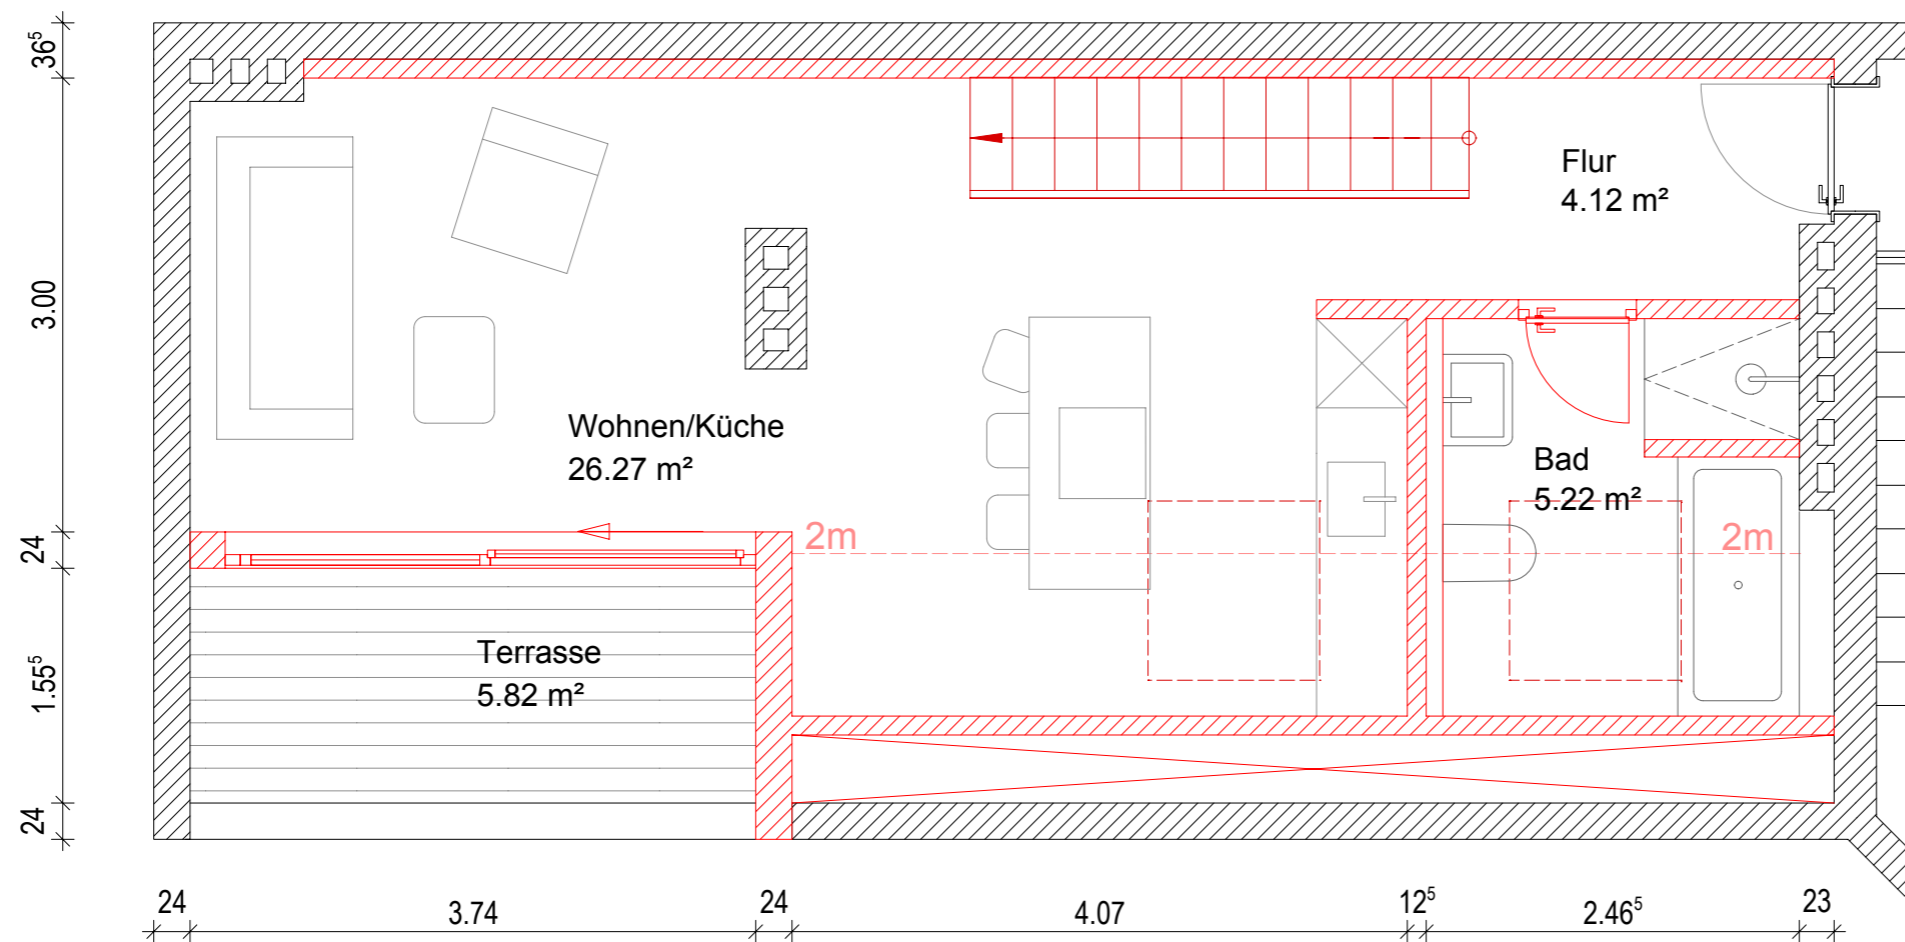 36⁵
3.00
24
1.55⁵
24
Flur
4.12 m²
Wohnen/Küche
26.27 m²
Bad
5.22 m²
2m
2m
Terrasse
5.82 m²
24
3.74
24
4.07
12⁵
2.46⁵
23